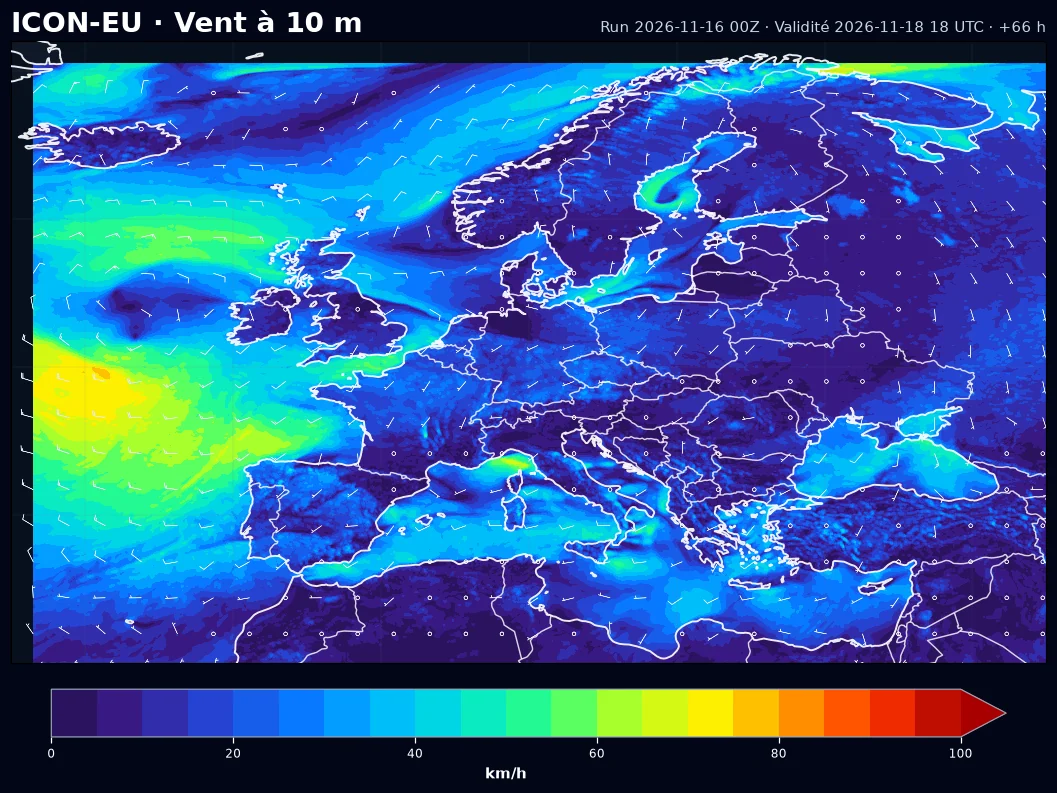 ICON-EU · Vent à 10 m
Run 2026-11-16 00Z · Validité 2026-11-18 18 UTC · +66 h
0 20 40 60 80 100
km/h